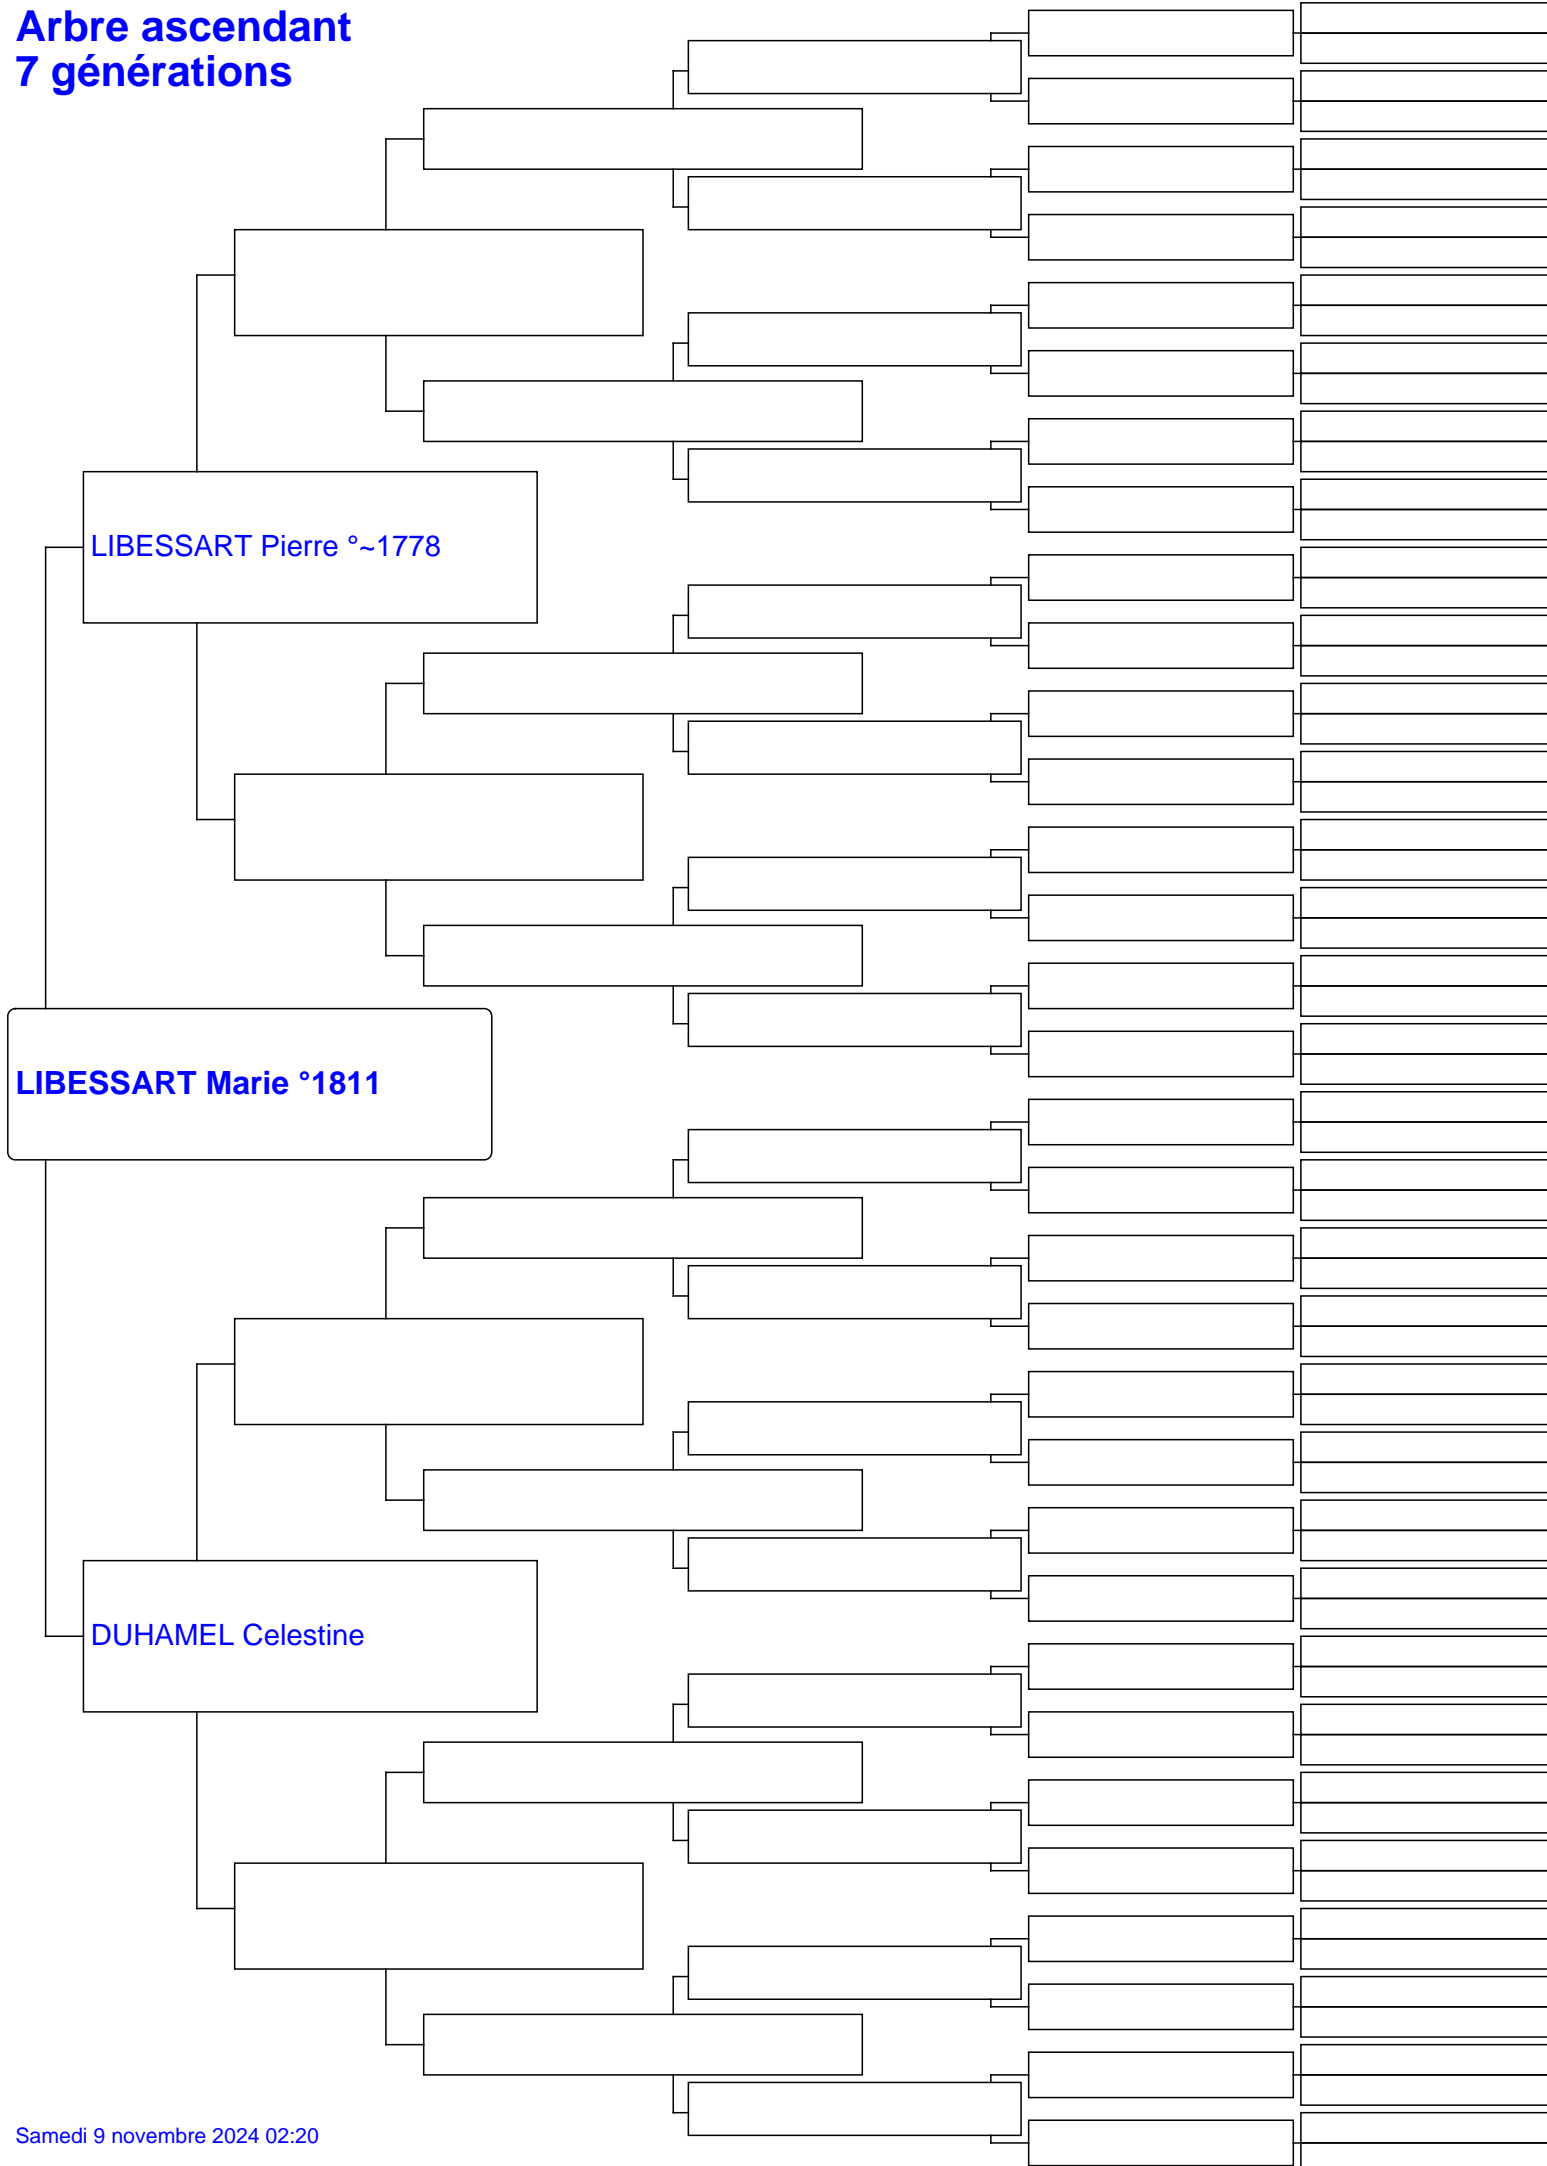 Arbre ascendant
7 générations
LIBESSART Pierre °~1778
LIBESSART Marie °1811
DUHAMEL Celestine
Samedi 9 novembre 2024 02:20